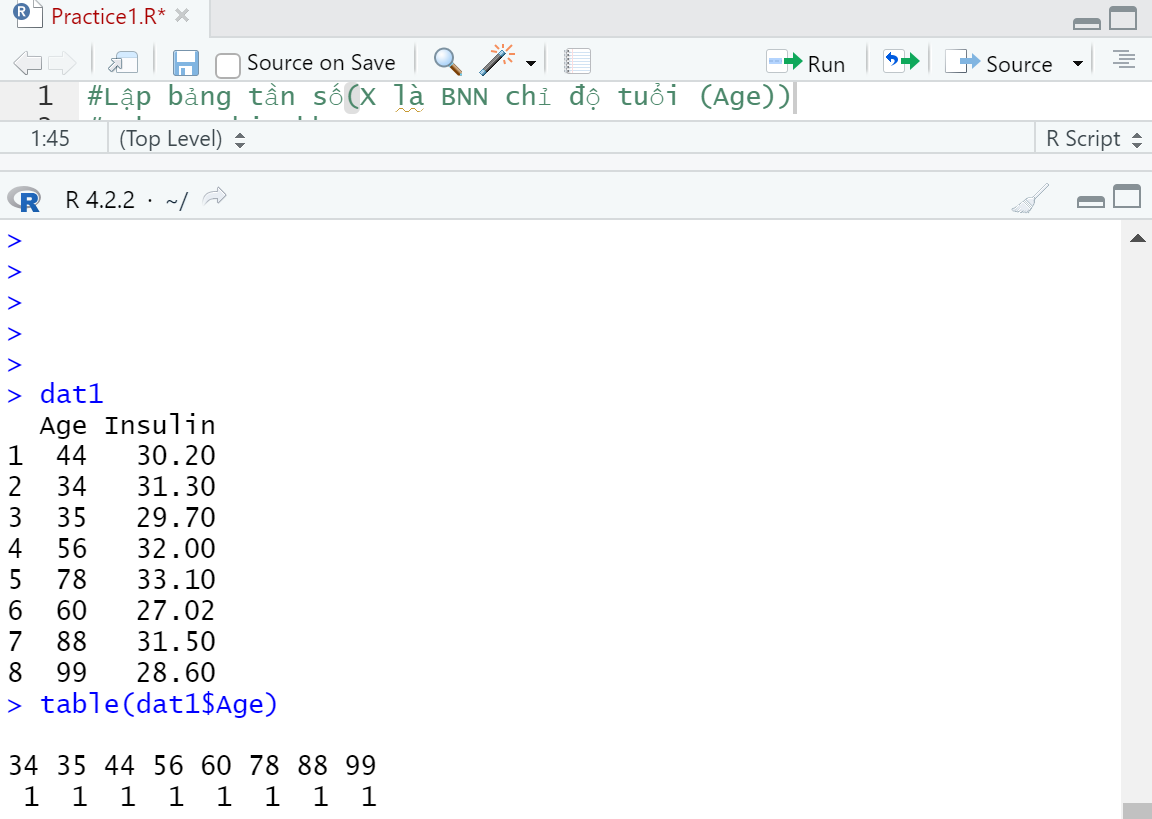 Practice1.R*
Source on Save
Run
Source
1 #Lập bảng tần số(X là BNN chỉ độ tuổi (Age))
1:45 (Top Level) R Script
R 4.2.2 · ~/
>
>
>
>
>
> dat1
Age Insulin
1 44 30.20
2 34 31.30
3 35 29.70
4 56 32.00
5 78 33.10
6 60 27.02
7 88 31.50
8 99 28.60
> table(dat1$Age)
34 35 44 56 60 78 88 99
1 1 1 1 1 1 1 1